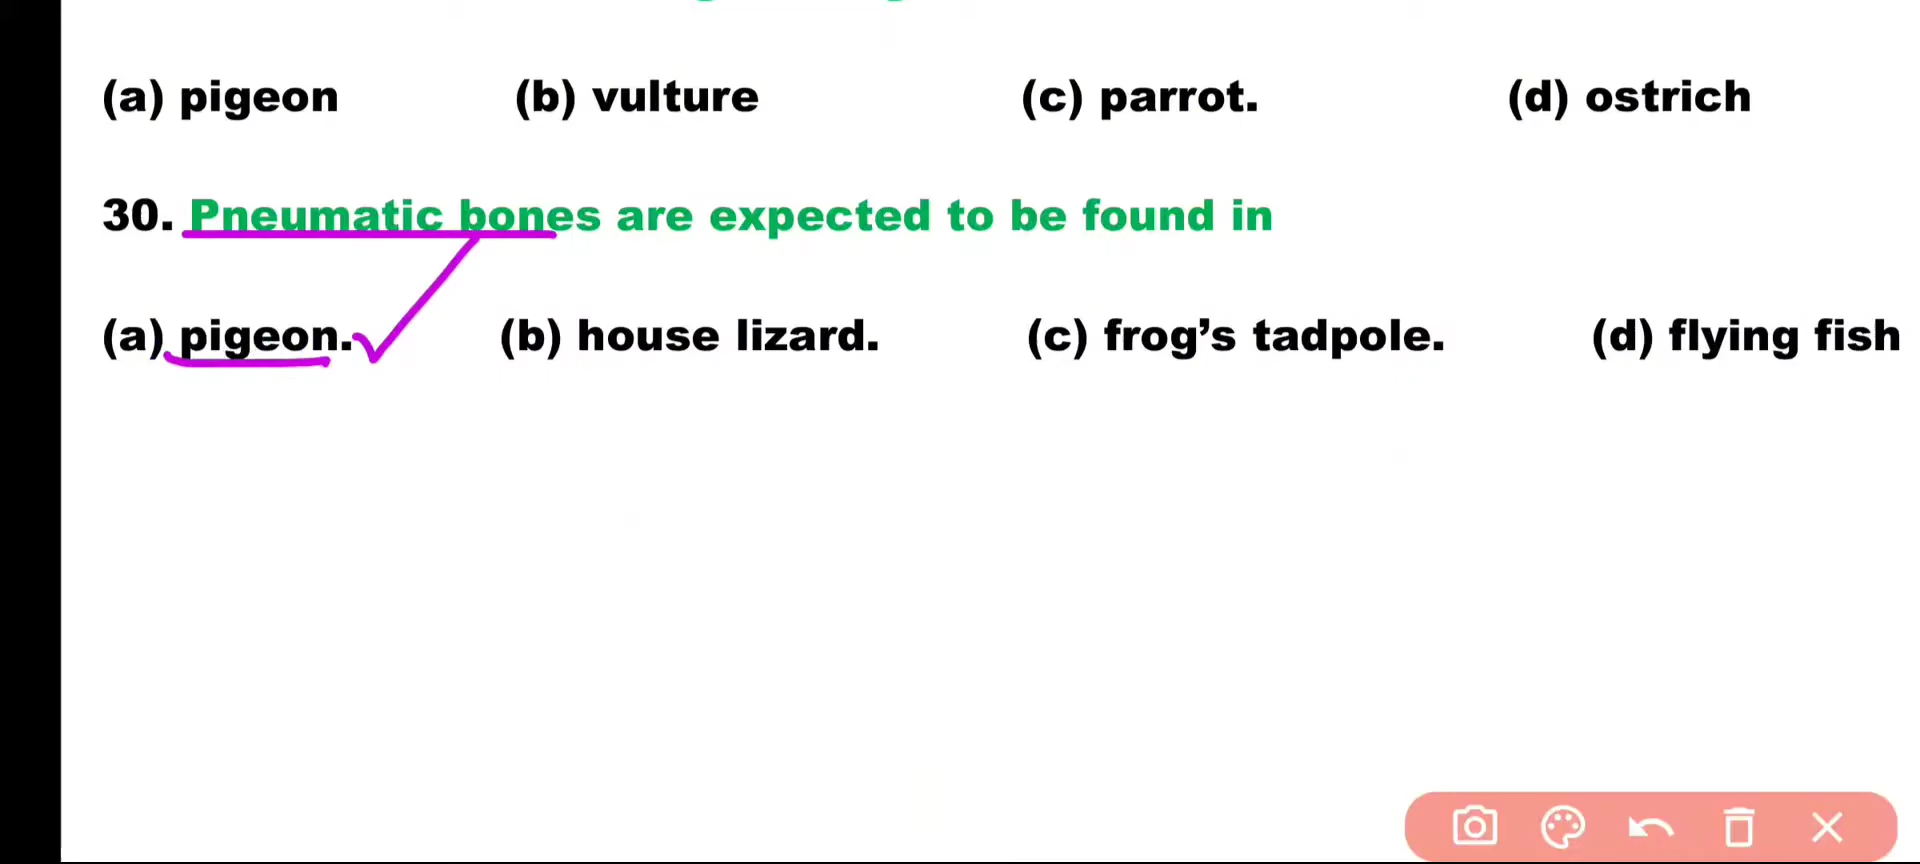 (a) pigeon (b) vulture (c) parrot. (d) ostrich
30. Pneumatic bones are expected to be found in
(a) pigeon. (b) house lizard. (c) frog’s tadpole. (d) flying fish